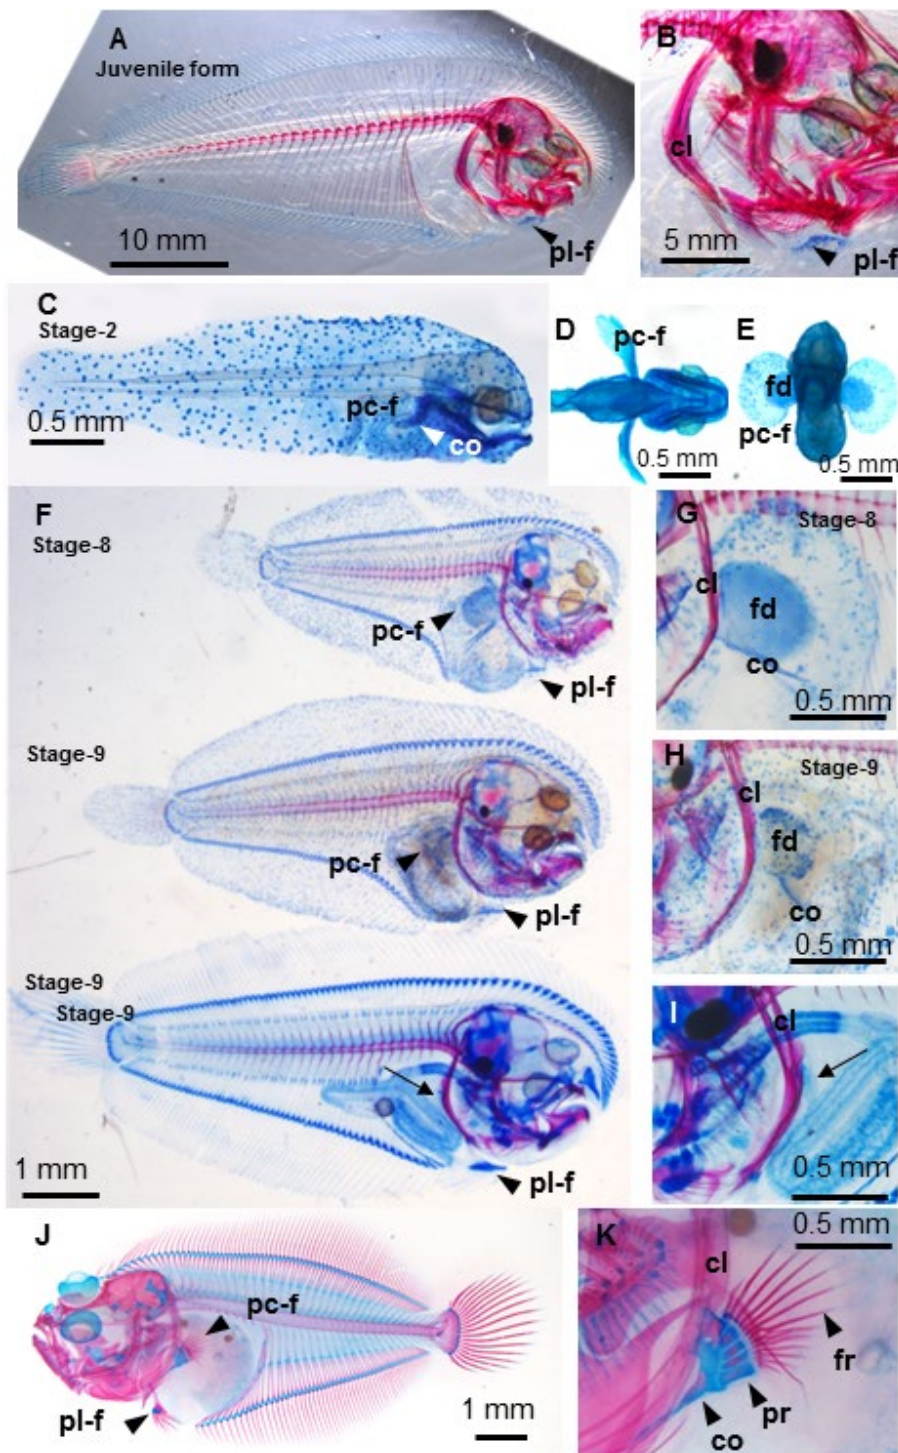 A
Juvenile form
10 mm
pl-f
B
cl
5 mm
pl-f
C
Stage-2
pc-f
co
0.5 mm
D
pc-f
0.5 mm
E
fd
pc-f
0.5 mm
F
Stage-8
pc-f
pl-f
Stage-9
pc-f
pl-f
Stage-9
Stage-9
pl-f
1 mm
G
Stage-8
cl
fd
co
0.5 mm
H
Stage-9
cl
fd
co
0.5 mm
I
cl
0.5 mm
J
pc-f
pl-f
1 mm
K
0.5 mm
cl
fr
pr
co